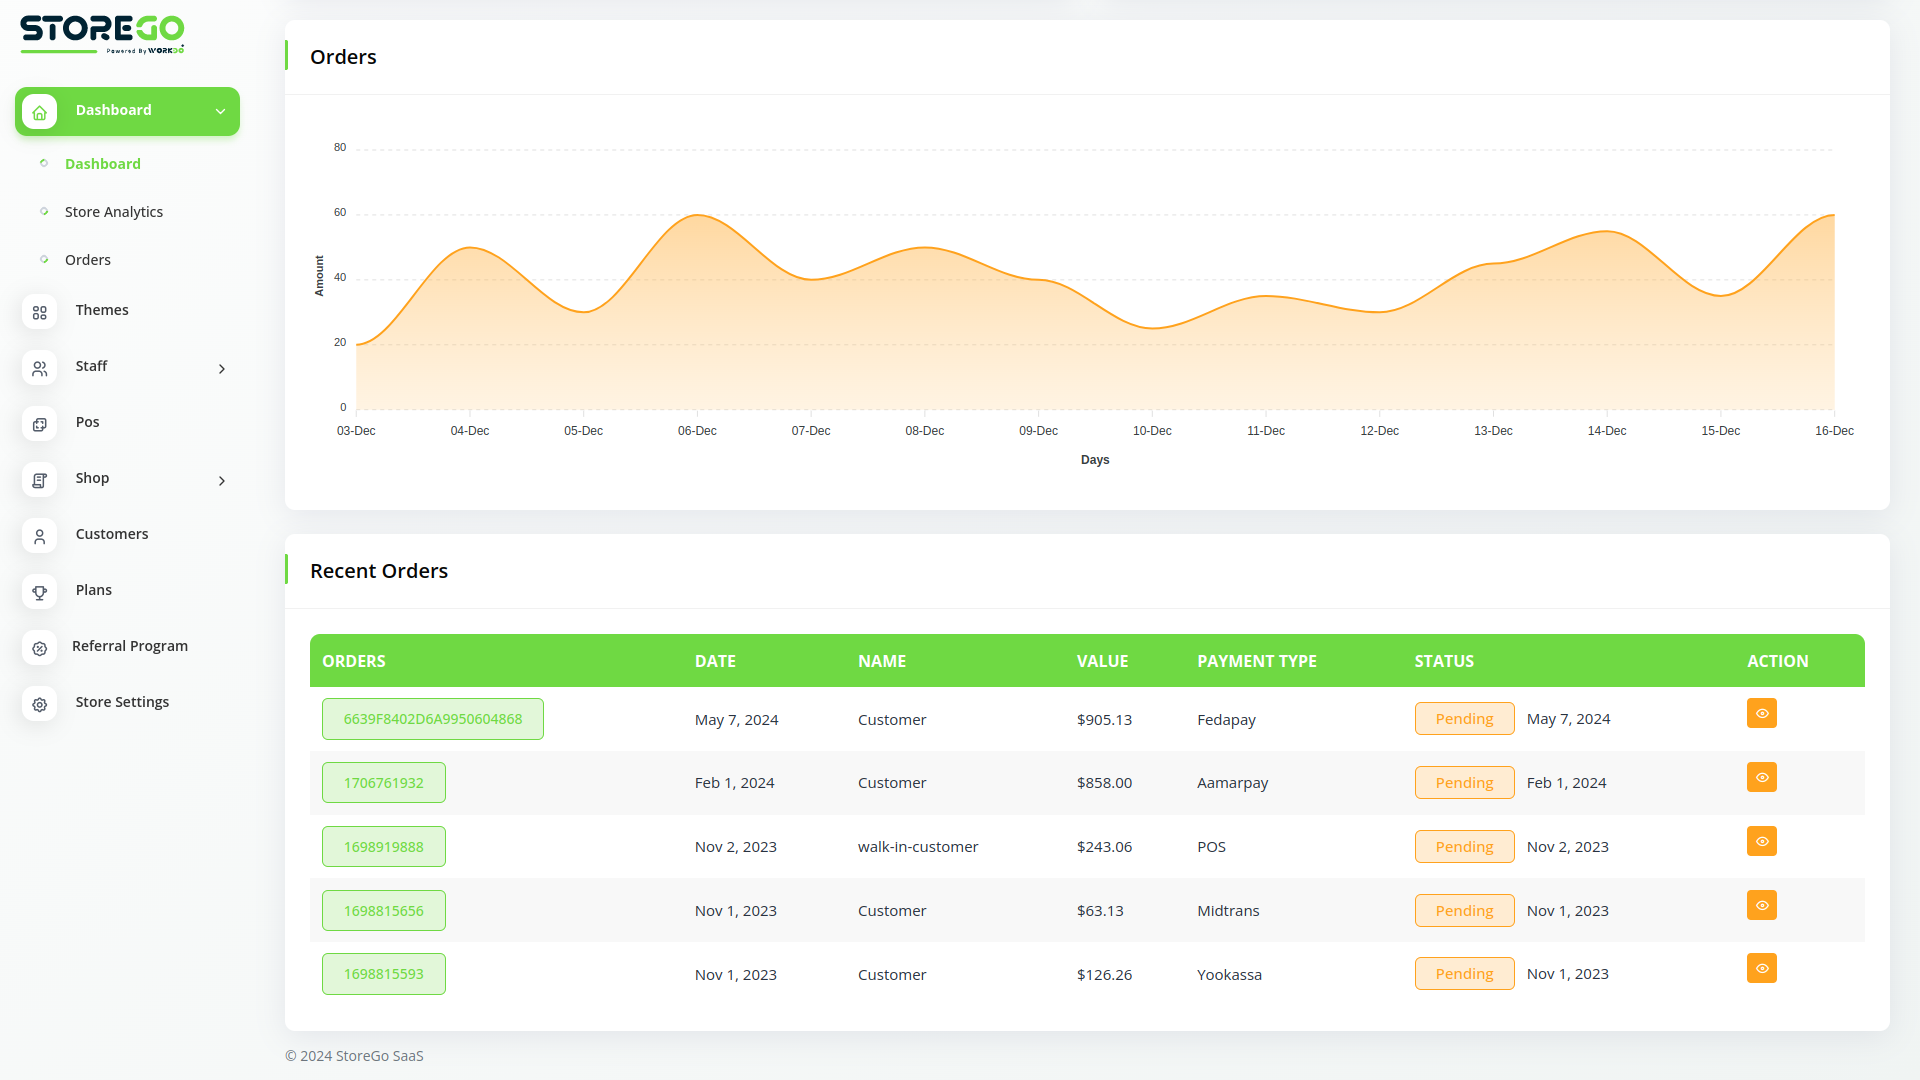 STOREGO
Powered By WORKDO
Dashboard
Dashboard
Store Analytics
Orders
Themes
Staff
Pos
Shop
Customers
Plans
Referral Program
Store Settings
Orders
80
60
40
20
0
Amount
03-Dec 04-Dec 05-Dec 06-Dec 07-Dec 08-Dec 09-Dec 10-Dec 11-Dec 12-Dec 13-Dec 14-Dec 15-Dec 16-Dec
Days
Recent Orders
ORDERS DATE NAME VALUE PAYMENT TYPE STATUS ACTION
6639F8402D6A9950604868 May 7, 2024 Customer $905.13 Fedapay Pending May 7, 2024
1706761932 Feb 1, 2024 Customer $858.00 Aamarpay Pending Feb 1, 2024
1698919888 Nov 2, 2023 walk-in-customer $243.06 POS Pending Nov 2, 2023
1698815656 Nov 1, 2023 Customer $63.13 Midtrans Pending Nov 1, 2023
1698815593 Nov 1, 2023 Customer $126.26 Yookassa Pending Nov 1, 2023
© 2024 StoreGo SaaS